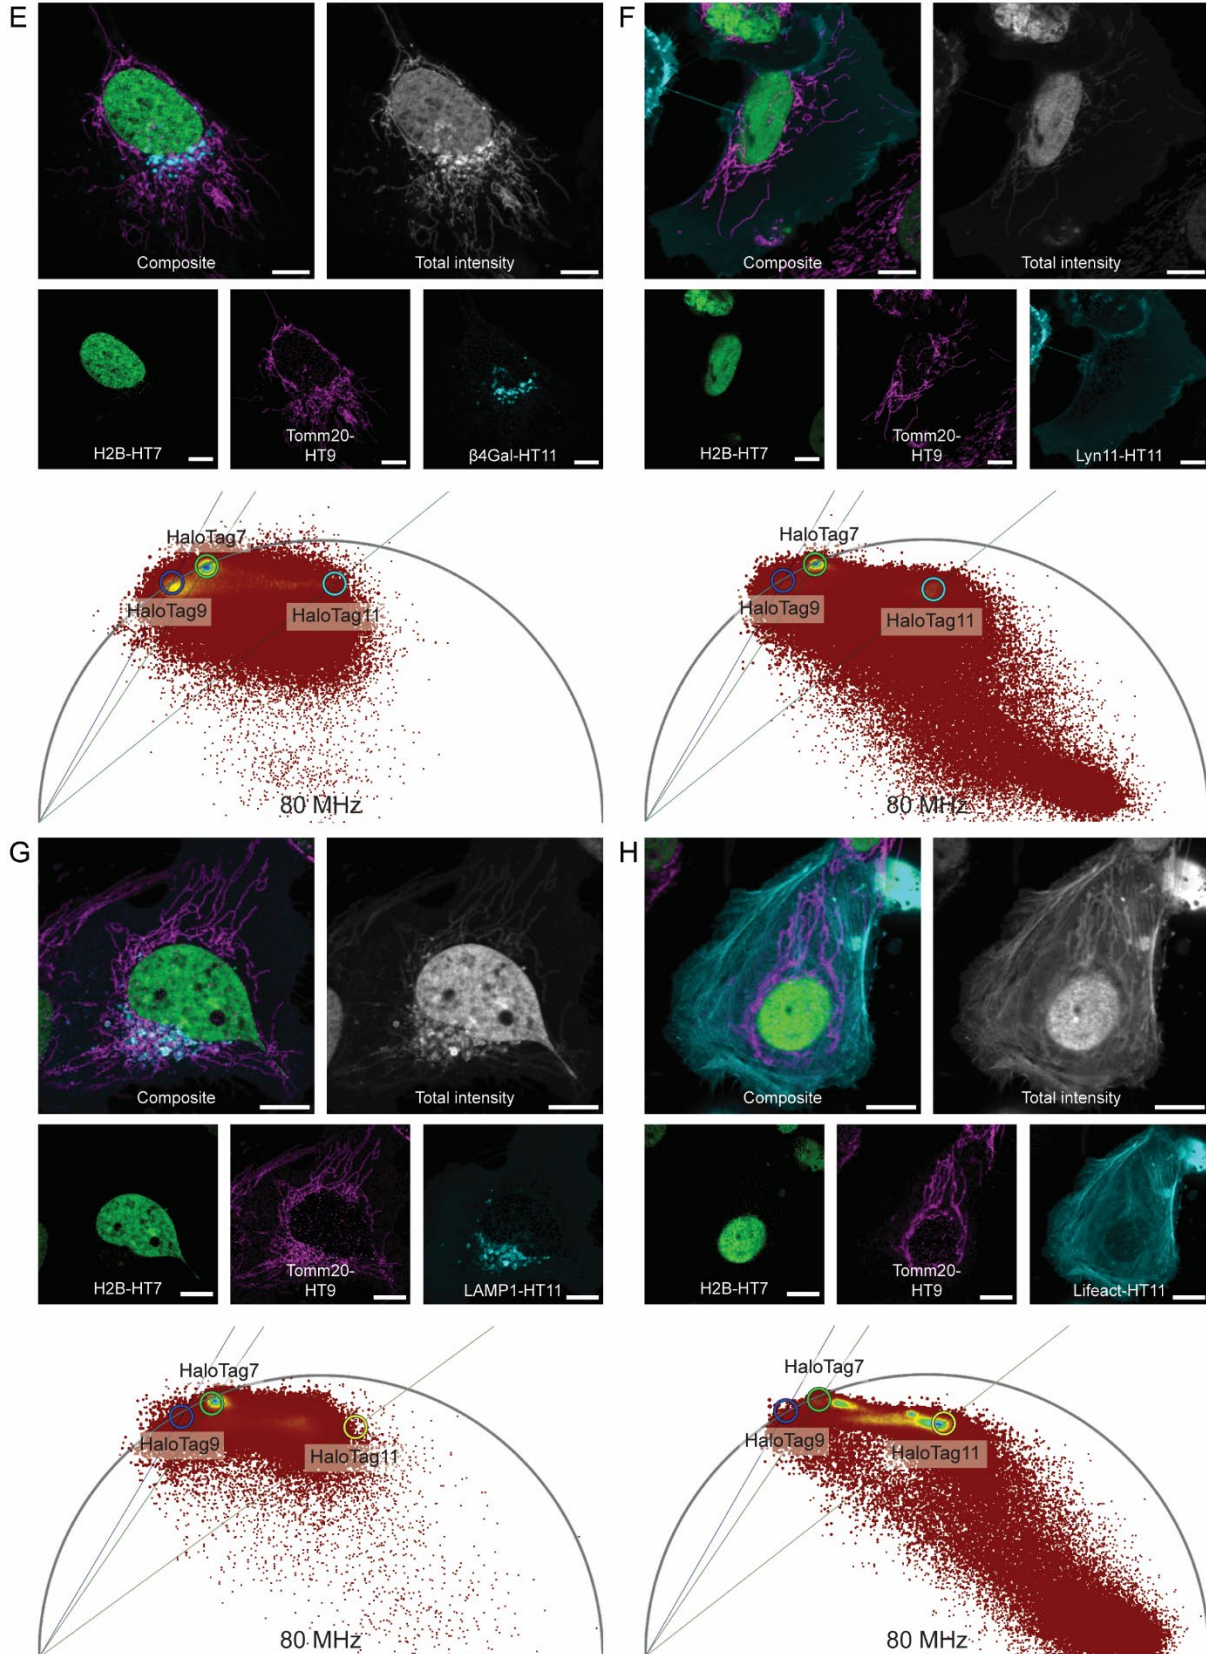 E
Composite
Total intensity
H2B-HT7
Tomm20-
HT9
β4Gal-HT11
HaloTag7
HaloTag9
HaloTag11
80 MHz
F
Composite
Total intensity
H2B-HT7
Tomm20-
HT9
Lyn11-HT11
HaloTag7
HaloTag9
HaloTag11
80 MHz
G
Composite
Total intensity
H2B-HT7
Tomm20-
HT9
LAMP1-HT11
HaloTag7
HaloTag9
HaloTag11
80 MHz
H
Composite
Total intensity
H2B-HT7
Tomm20-
HT9
Lifeact-HT11
HaloTag7
HaloTag9
HaloTag11
80 MHz